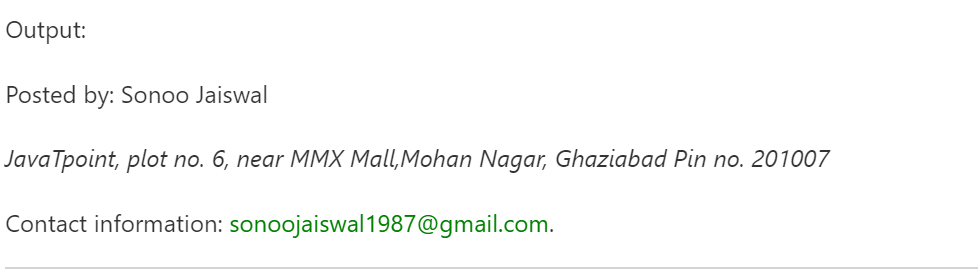 Output:
Posted by: Sonoo Jaiswal
JavaTpoint, plot no. 6, near MMX Mall,Mohan Nagar, Ghaziabad Pin no. 201007
Contact information: sonoojaiswal1987@gmail.com.